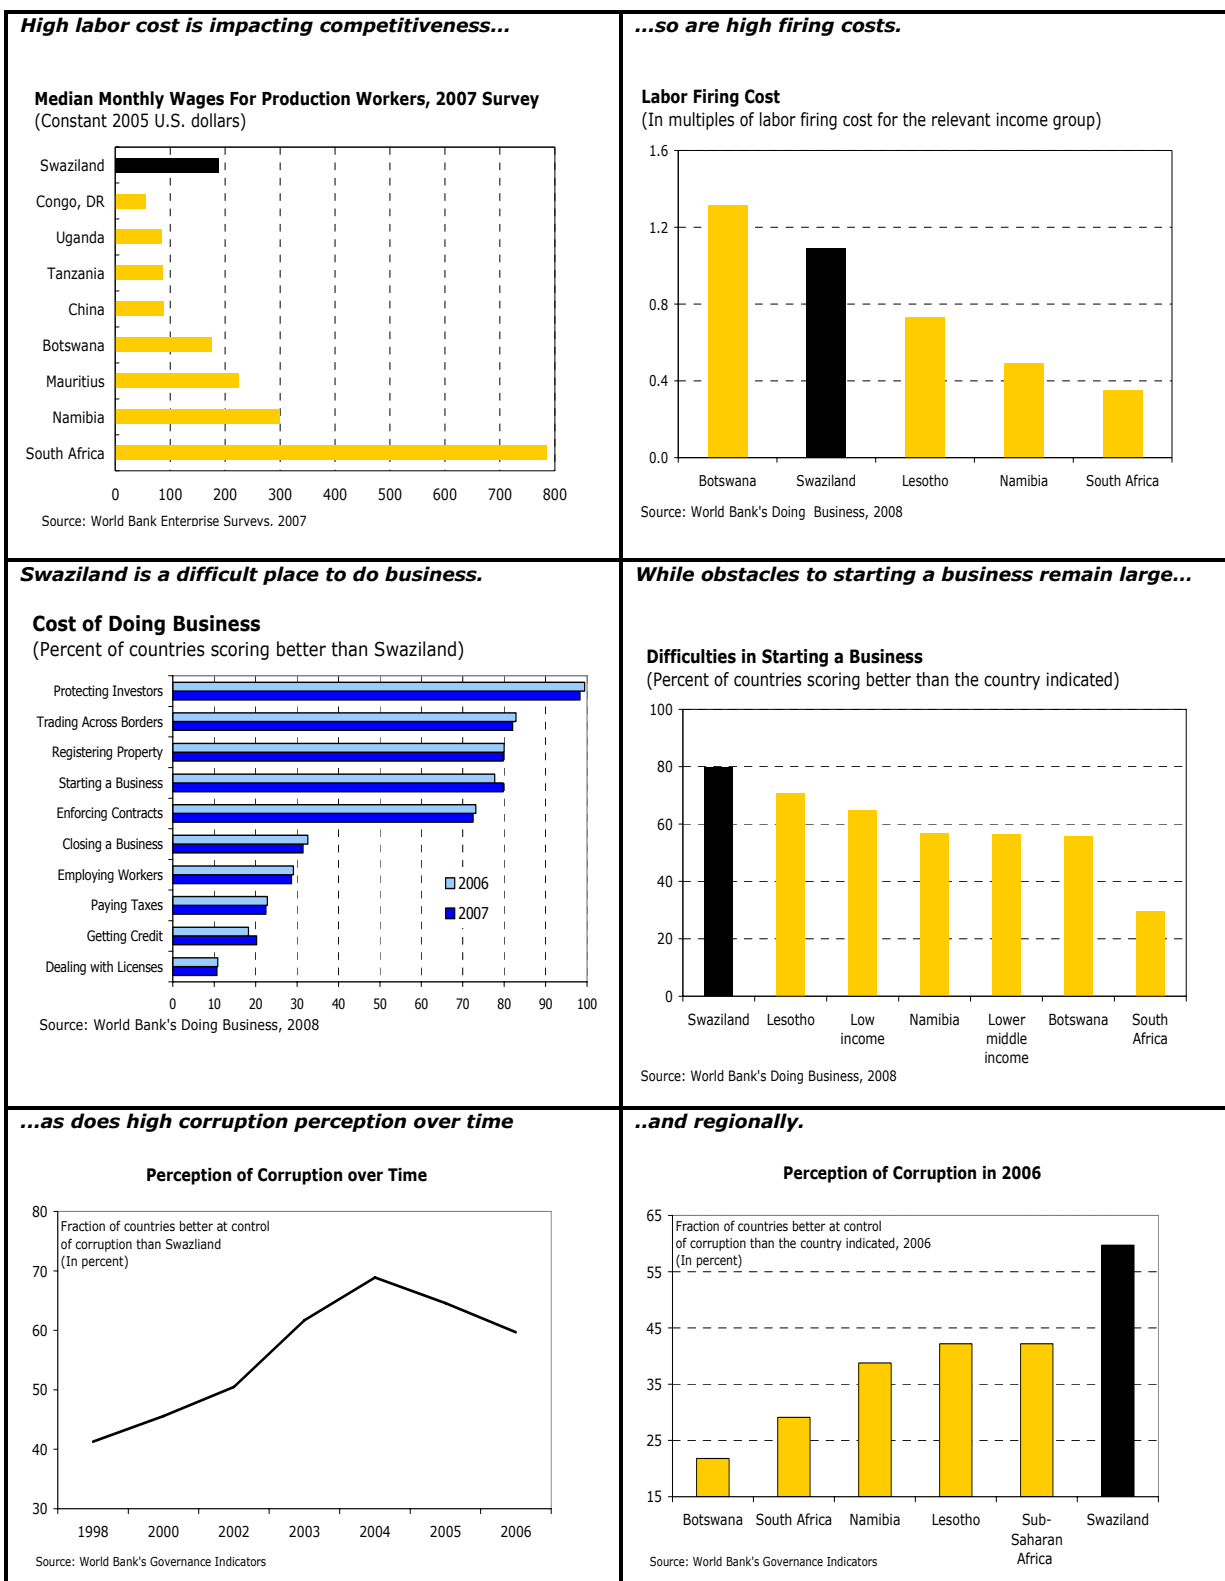 High labor cost is impacting competitiveness...
Median Monthly Wages For Production Workers, 2007 Survey
(Constant 2005 U.S. dollars)
Swaziland
Congo, DR
Uganda
Tanzania
China
Botswana
Mauritius
Namibia
South Africa
0 100 200 300 400 500 600 700 800
Source: World Bank Enterprise Surveys, 2007
...so are high firing costs.
Labor Firing Cost
(In multiples of labor firing cost for the relevant income group)
1.6
1.2
0.8
0.4
0.0
Botswana Swaziland Lesotho Namibia South Africa
Source: World Bank's Doing Business, 2008
Swaziland is a difficult place to do business.
Cost of Doing Business
(Percent of countries scoring better than Swaziland)
Protecting Investors
Trading Across Borders
Registering Property
Starting a Business
Enforcing Contracts
Closing a Business
Employing Workers
Paying Taxes
Getting Credit
Dealing with Licenses
2006
2007
0 10 20 30 40 50 60 70 80 90 100
Source: World Bank's Doing Business, 2008
While obstacles to starting a business remain large...
Difficulties in Starting a Business
(Percent of countries scoring better than the country indicated)
100
80
60
40
20
0
Swaziland Lesotho Low Namibia Lower Botswana South
income middle Africa
income
Source: World Bank's Doing Business, 2008
...as does high corruption perception over time
Perception of Corruption over Time
80
70
60
50
40
30
Fraction of countries better at control
of corruption than Swazliand
(In percent)
1998 2000 2002 2003 2004 2005 2006
Source: World Bank's Governance Indicators
..and regionally.
Perception of Corruption in 2006
65
55
45
35
25
15
Fraction of countries better at control
of corruption than the country indicated, 2006
(In percent)
Botswana South Africa Namibia Lesotho Sub- Swaziland
Saharan
Africa
Source: World Bank's Governance Indicators